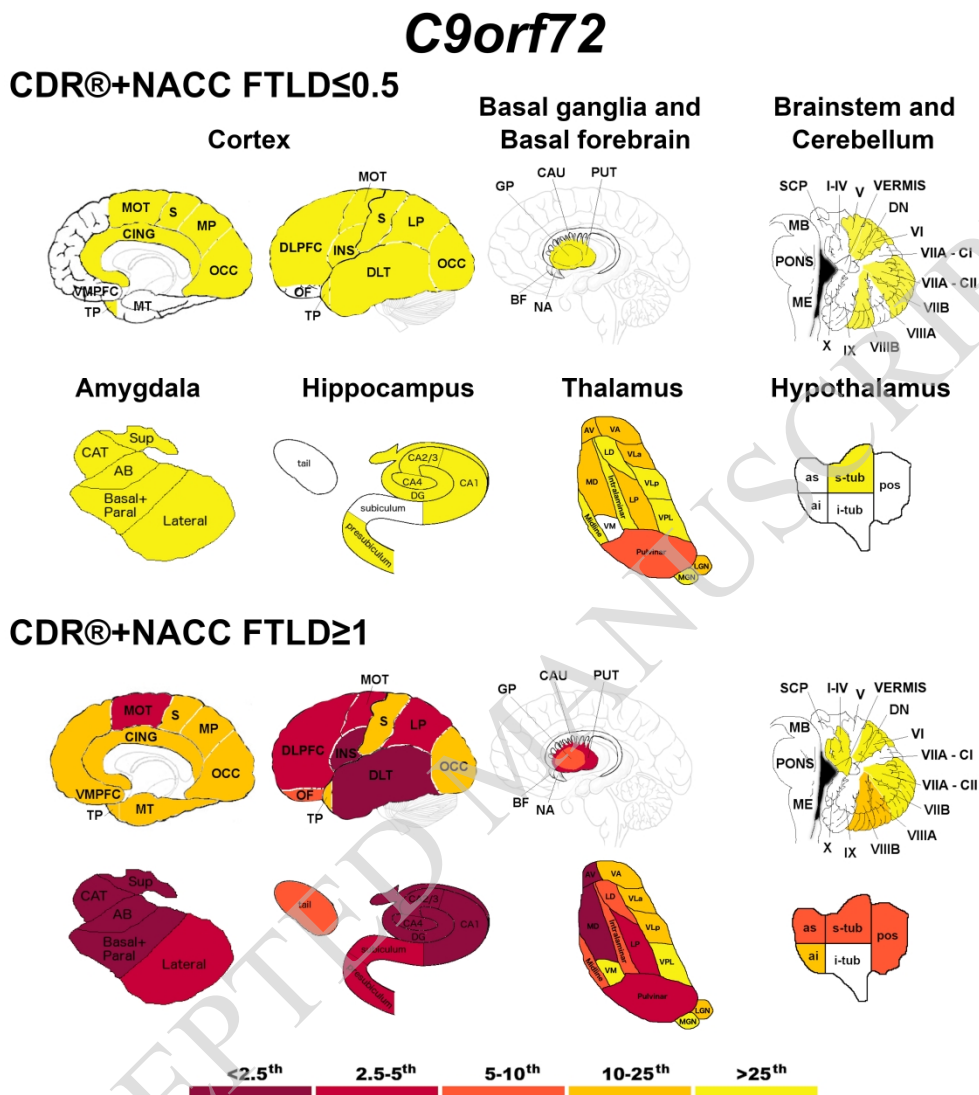 C9orf72
CDR®+NACC FTLD≤0.5
Cortex
Basal ganglia and
Basal forebrain
Brainstem and
Cerebellum
MOT S MP CING OCC VMPFC MT TP
MOT S LP DLPFC INS DLT OCC OF TP
GP CAU PUT BF NA
SCP I-IV V VERMIS DN MB VI PONS VIIA - CI VIIA - CII VIIB ME VIIIA X IX VIIIB
Amygdala
Hippocampus
Thalamus
Hypothalamus
Sup CAT AB Basal+ Paral Lateral
tail CA2/3 CA4 CA1 DG subiculum presubiculum
AV VA LD VLa MD Intralaminar LP VLp VPL Midline VM Pulvinar LGN MGN
as s-tub pos ai i-tub
CDR®+NACC FTLD≥1
MOT S MP CING OCC VMPFC MT TP
MOT S LP DLPFC INS DLT OCC OF TP
GP CAU PUT BF NA
SCP I-IV V VERMIS DN MB VI PONS VIIA - CI VIIA - CII VIIB ME VIIIA X IX VIIIB
Sup CAT AB Basal+ Paral Lateral
tail CA2/3 CA4 CA1 DG subiculum esubiculum
AV VA LD VLa MD Intralaminar LP VLp VPL Midline VM Pulvinar LGN MGN
as s-tub pos ai i-tub
<2.5th 2.5-5th 5-10th 10-25th >25th
EPTED MANUSCRIP